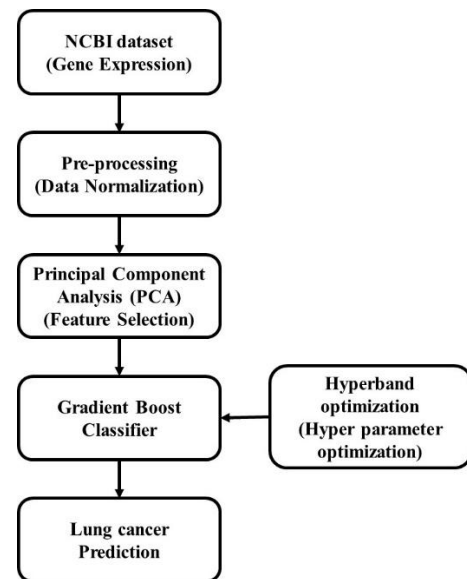 NCBI dataset
(Gene Expression)
Pre-processing
(Data Normalization)
Principal Component
Analysis (PCA)
(Feature Selection)
Gradient Boost
Classifier
Hyperband
optimization
(Hyper parameter
optimization)
Lung cancer
Prediction